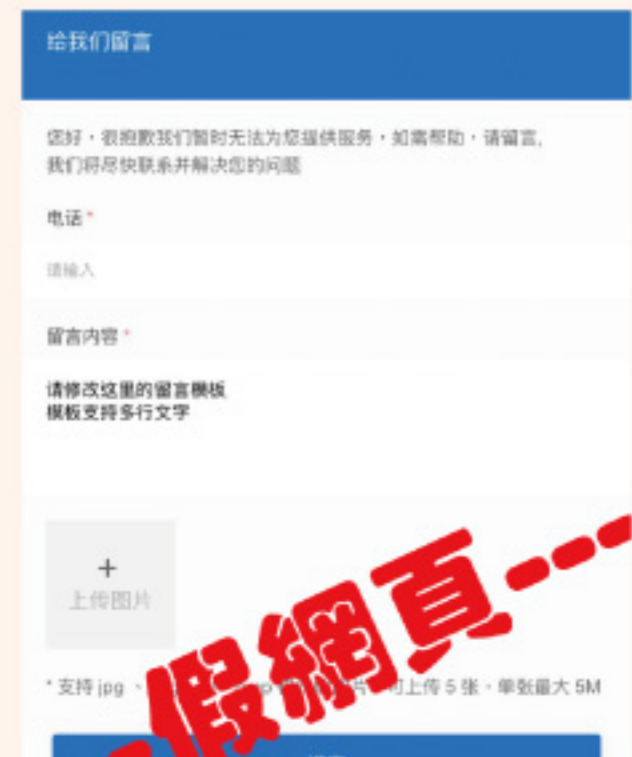 给我们留言
您好，很抱歉我们暂时无法为您提供服务，如需帮助，请留言，
我们将尽快联系并解决您的问题
电话*
请输入
留言内容*
请修改这里的留言模板
模板支持多行文字
+
上传图片
* 支持 jpg 、 可上传 5 张，单张最大 5M
假網頁